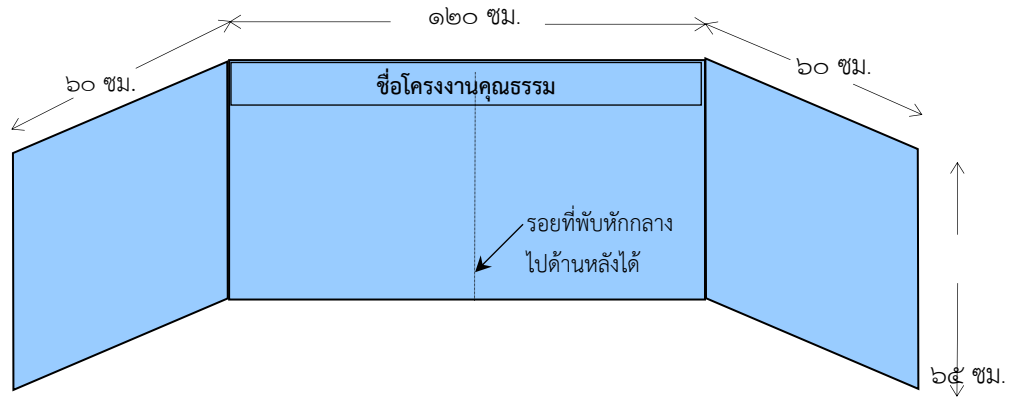 ๑๒๐ ซม.
๖๐ ซม.
๖๐ ซม.
ชื่อโครงงานคุณธรรม
รอยที่พับหักกลาง
ไปด้านหลังได้
๖๕ ซม.